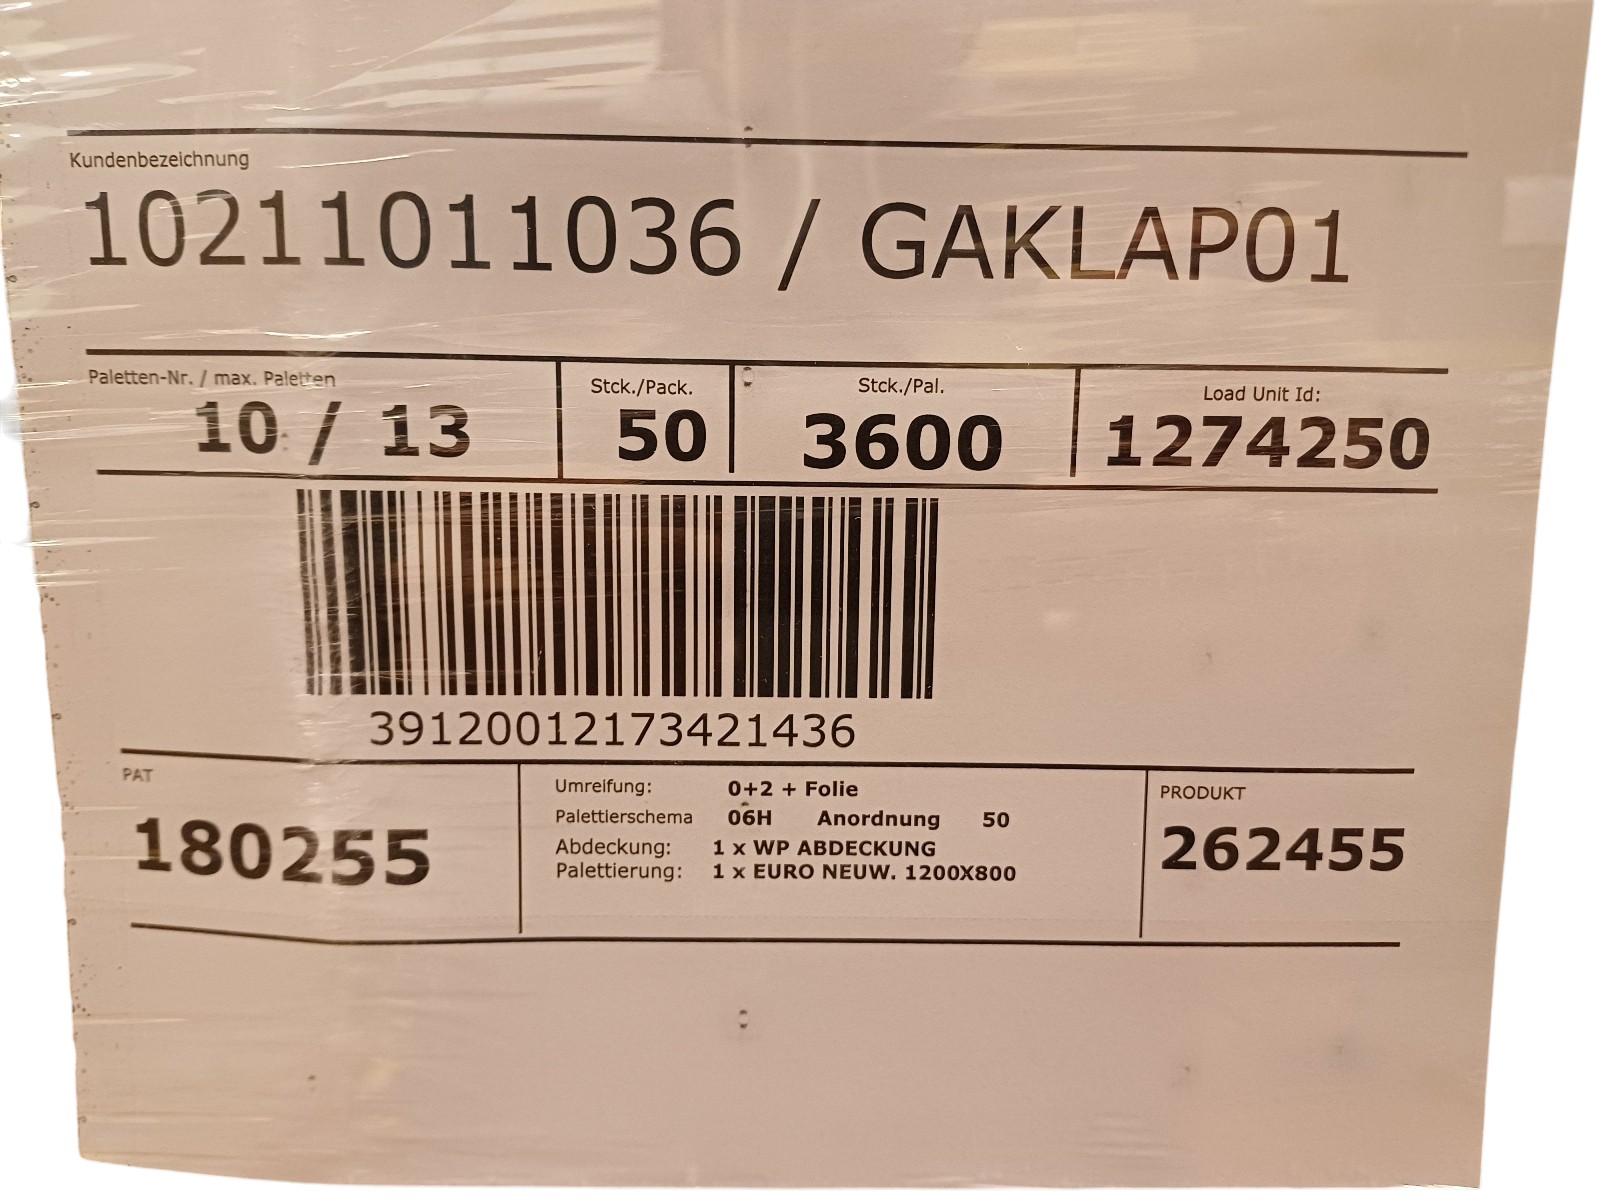 Kundenbezeichnung
10211011036 / GAKLAP01
Paletten-Nr. / max. Paletten
10 / 13
Stck./Pack.
50
Stck./Pal.
3600
Load Unit Id:
1274250
39120012173421436
PAT
180255
Umreifung: 0+2 + Folie
Palettierschema 06H Anordnung 50
Abdeckung: 1 x WP ABDECKUNG
Palettierung: 1 x EURO NEUW. 1200X800
PRODUKT
262455